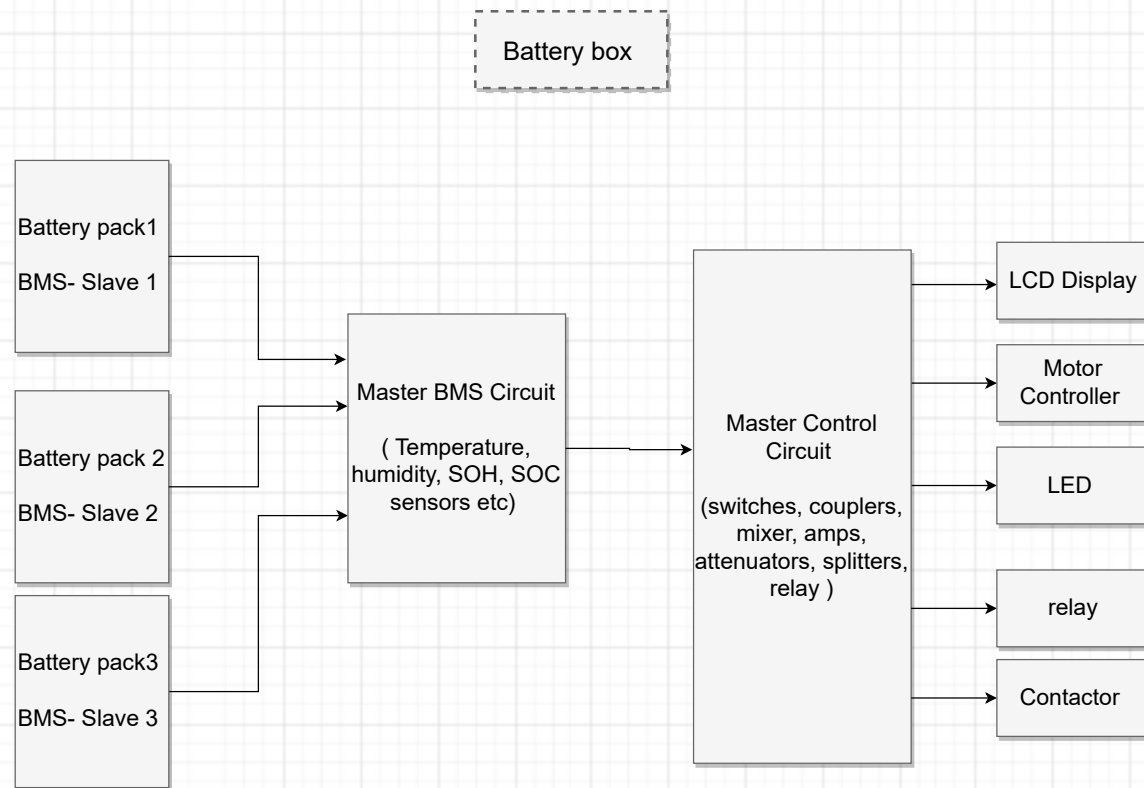 Battery box
Battery pack1
BMS- Slave 1
Battery pack 2
BMS- Slave 2
Battery pack3
BMS- Slave 3
Master BMS Circuit
( Temperature,
humidity, SOH, SOC
sensors etc)
Master Control
Circuit
(switches, couplers,
mixer, amps,
attenuators, splitters,
relay )
LCD Display
Motor
Controller
LED
relay
Contactor